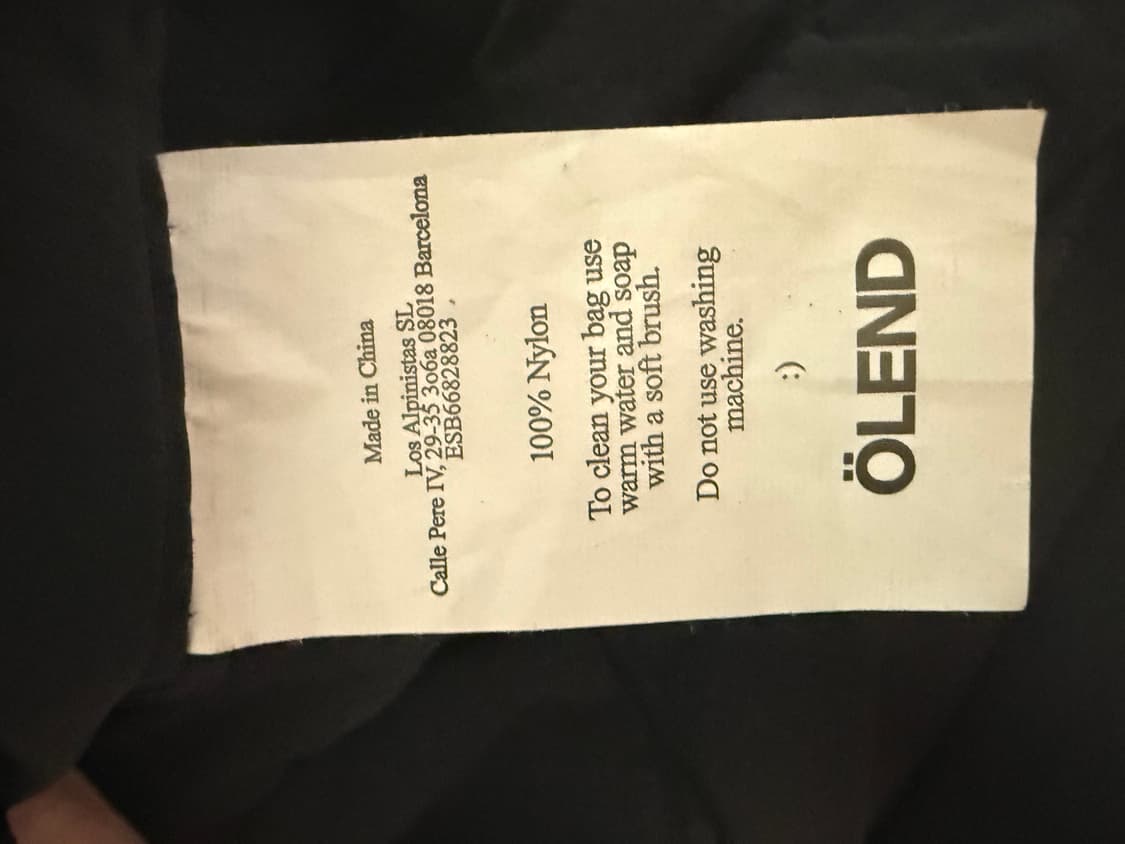 Made in China
Los Alpinistas SL
Calle Pere IV, 29-35 3o6a 08018 Barcelona
ESB66828823
100% Nylon
To clean your bag use
warm water and soap
with a soft brush.
Do not use washing
machine.
:)
ÖLEND